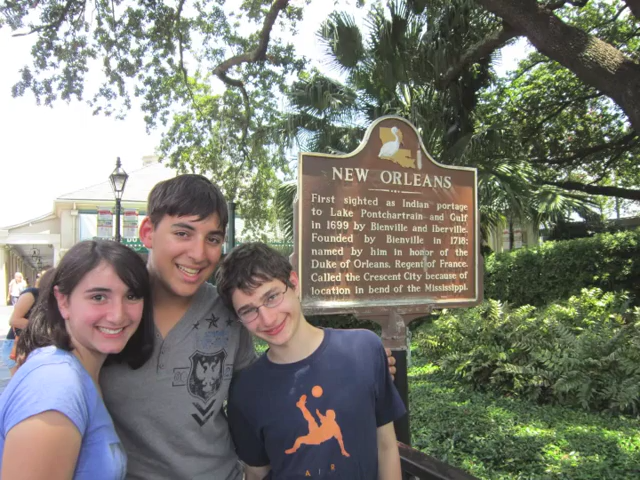 NEW ORLEANS
First sighted as Indian portage
to Lake Pontchartrain and Gulf
in 1699 by Bienville and Iberville.
Founded by Bienville in 1718;
named by him in honor of the
Duke of Orleans, Regent of France.
Called the Crescent City because of
location in bend of the Mississippi.
AIR